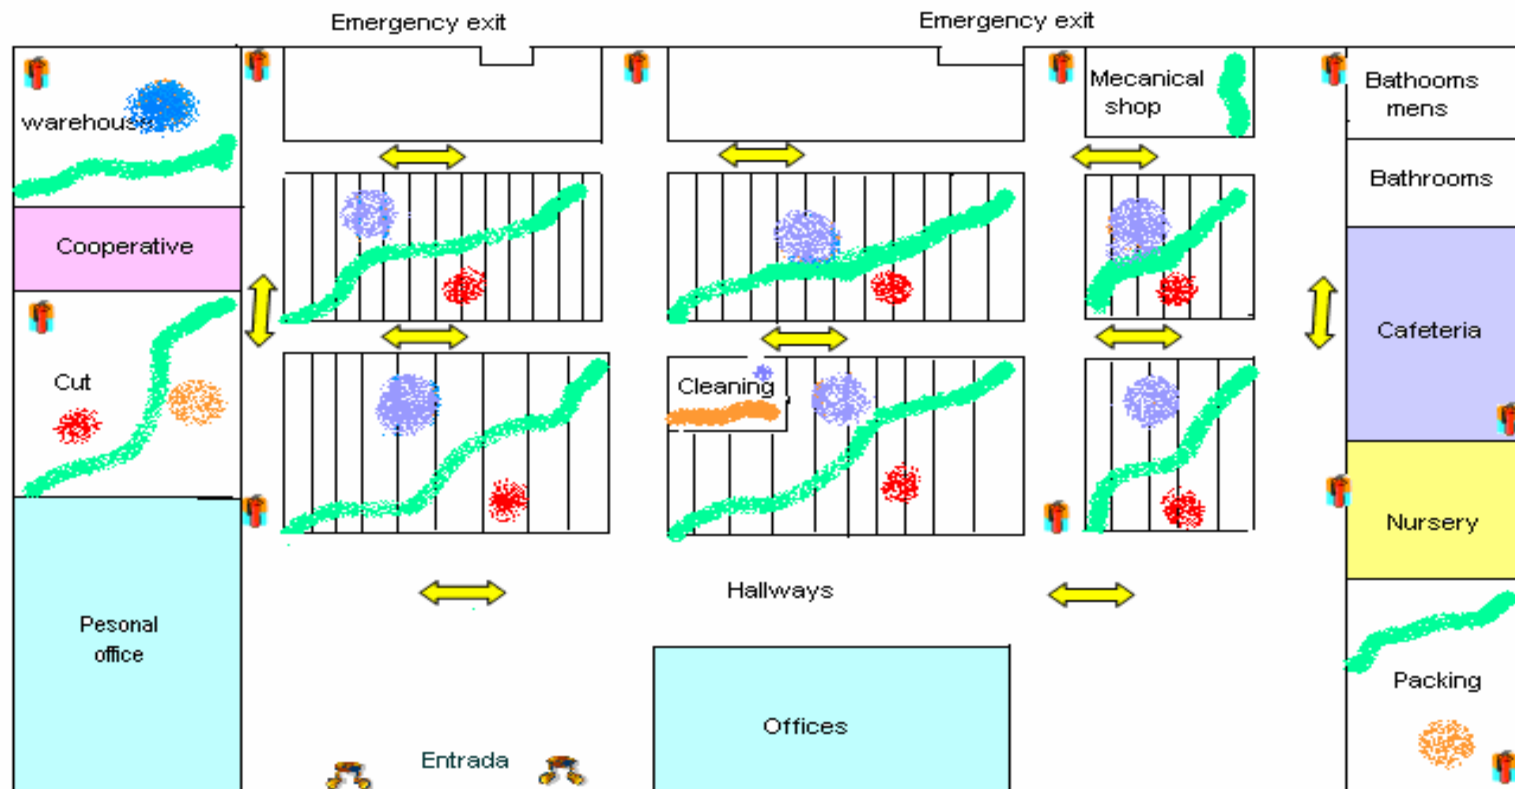 Emergency exit
Emergency exit
warehouse
Mecanical
shop
Bathooms
mens
Bathrooms
Cooperative
Cafeteria
Cut
Cleaning
Nursery
Hallways
Pesonal
office
Packing
Offices
Entrada